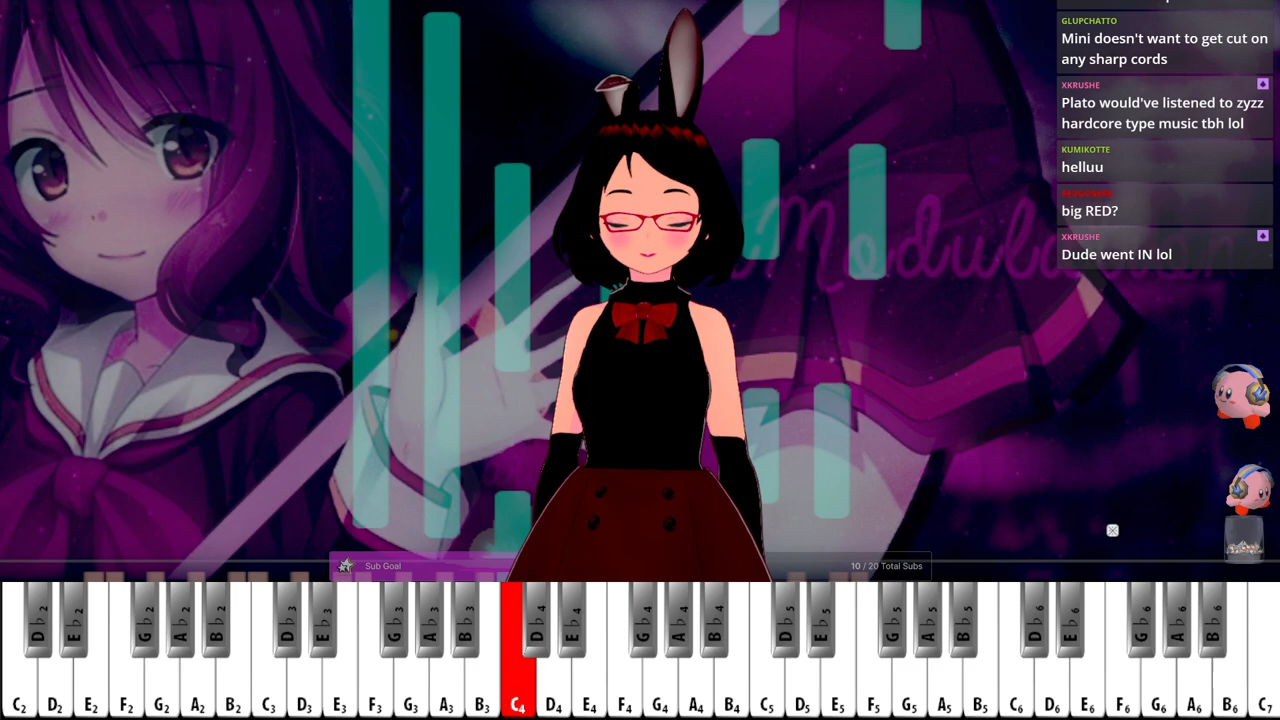 GLUPCHATTO
Mini doesn't want to get cut on
any sharp cords
XKRUSHE
Plato would've listened to zyzz
hardcore type music tbh lol
KUMIKOTTE
helluu
big RED?
XKRUSHE
Dude went IN lol
Sub Goal
10 / 20 Total Subs
D♭2 E♭2 G♭2 A♭2 B♭2 D♭3 E♭3 G♭3 A♭3 B♭3 D♭4 E♭4 G♭4 A♭4 B♭4 D♭5 E♭5 G♭5 A♭5 B♭5 D♭6 E♭6 G♭6 A♭6 B♭6
C2 D2 E2 F2 G2 A2 B2 C3 D3 E3 F3 G3 A3 B3 C4 D4 E4 F4 G4 A4 B4 C5 D5 E5 F5 G5 A5 B5 C6 D6 E6 F6 G6 A6 B6 C7